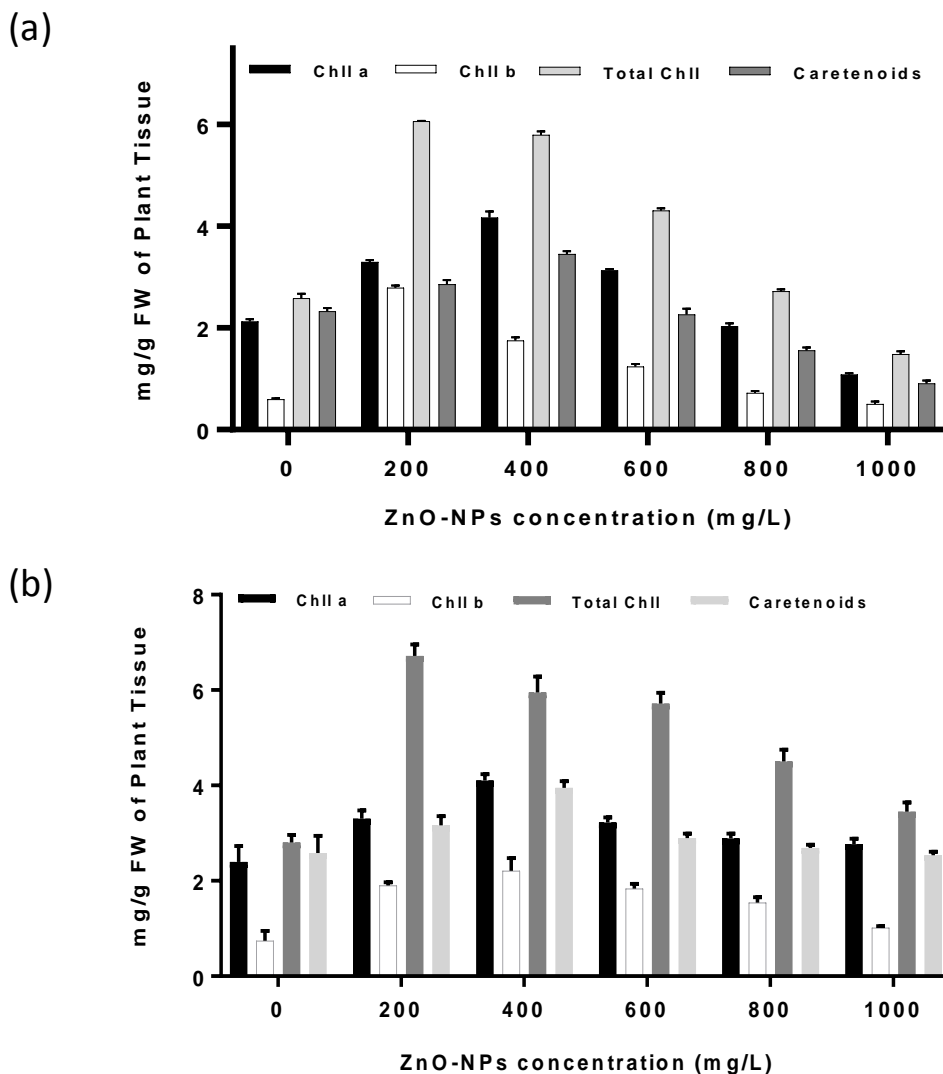 (a)
Chll a Chll b Total Chll Caretenoids
mg/g FW of Plant Tissue
6
4
2
0
0 200 400 600 800 1000
ZnO-NPs concentration (mg/L)
(b)
Chll a Chll b Total Chll Caretenoids
mg/g FW of Plant Tissue
8
6
4
2
0
0 200 400 600 800 1000
ZnO-NPs concentration (mg/L)